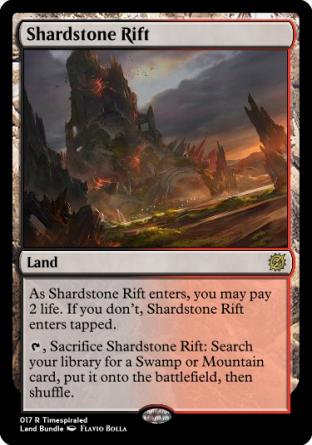 Shardstone Rift
Land
As Shardstone Rift enters, you may pay
2 life. If you don't, Shardstone Rift
enters tapped.
, Sacrifice Shardstone Rift: Search
your library for a Swamp or Mountain
card, put it onto the battlefield, then
shuffle.
017 R Timespiraled
Land Bundle Flavio Bolla